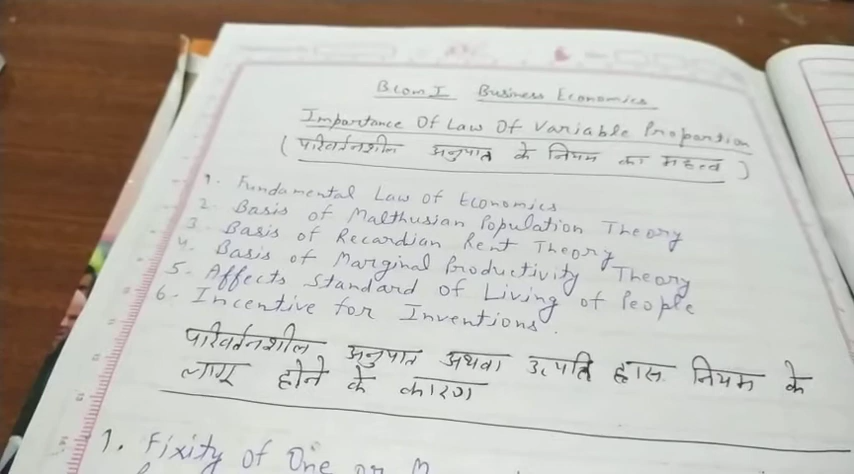 BCom I Business Economics
Importance Of Law Of Variable Proportion
(परिवर्तनशील अनुपात के नियम का महत्व)
1. Fundamental Law of Economics
2. Basis of Malthusian Population Theory
3. Basis of Recardian Rent Theory
4. Basis of Marginal Productivity Theory
5. Affects Standard of Living of People
6. Incentive for Inventions.
परिवर्तनशील अनुपात अथवा उत्पत्ति ह्रास नियम के
लागू होने के कारण
1. Fixity of One or